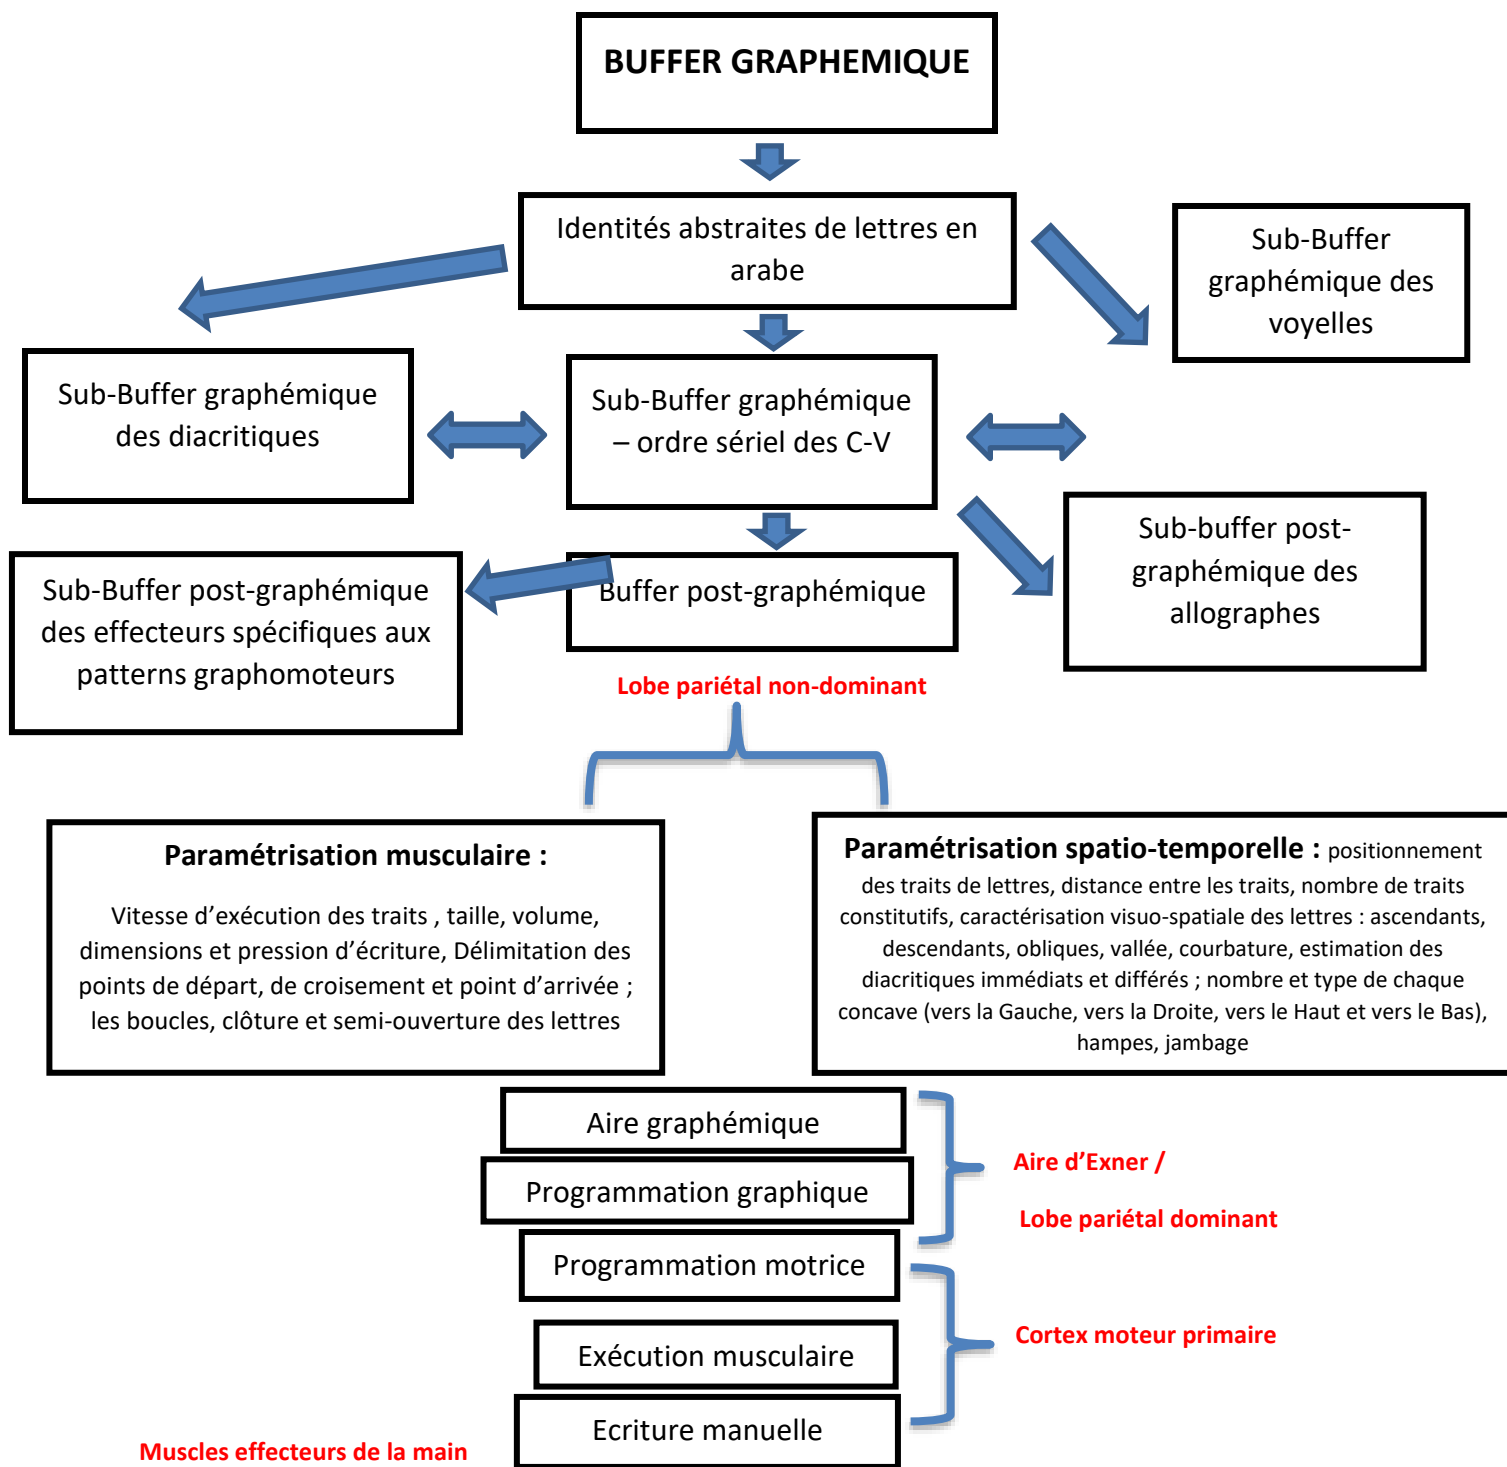 BUFFER GRAPHEMIQUE
Identités abstraites de lettres en
arabe
Sub-Buffer
graphémique des
voyelles
Sub-Buffer graphémique
des diacritiques
Sub-Buffer graphémique
– ordre sériel des C-V
Sub-buffer post-
graphémique des
allographes
Sub-Buffer post-graphémique
des effecteurs spécifiques aux
patterns graphomoteurs
Buffer post-graphémique
Lobe pariétal non-dominant
Paramétrisation musculaire :
Vitesse d’exécution des traits , taille, volume,
dimensions et pression d’écriture, Délimitation des
points de départ, de croisement et point d’arrivée ;
les boucles, clôture et semi-ouverture des lettres
Paramétrisation spatio-temporelle : positionnement
des traits de lettres, distance entre les traits, nombre de traits
constitutifs, caractérisation visuo-spatiale des lettres : ascendants,
descendants, obliques, vallée, courbature, estimation des
diacritiques immédiats et différés ; nombre et type de chaque
concave (vers la Gauche, vers la Droite, vers le Haut et vers le Bas),
hampes, jambage
Aire graphémique
Programmation graphique
Aire d’Exner /
Lobe pariétal dominant
Programmation motrice
Cortex moteur primaire
Exécution musculaire
Ecriture manuelle
Muscles effecteurs de la main